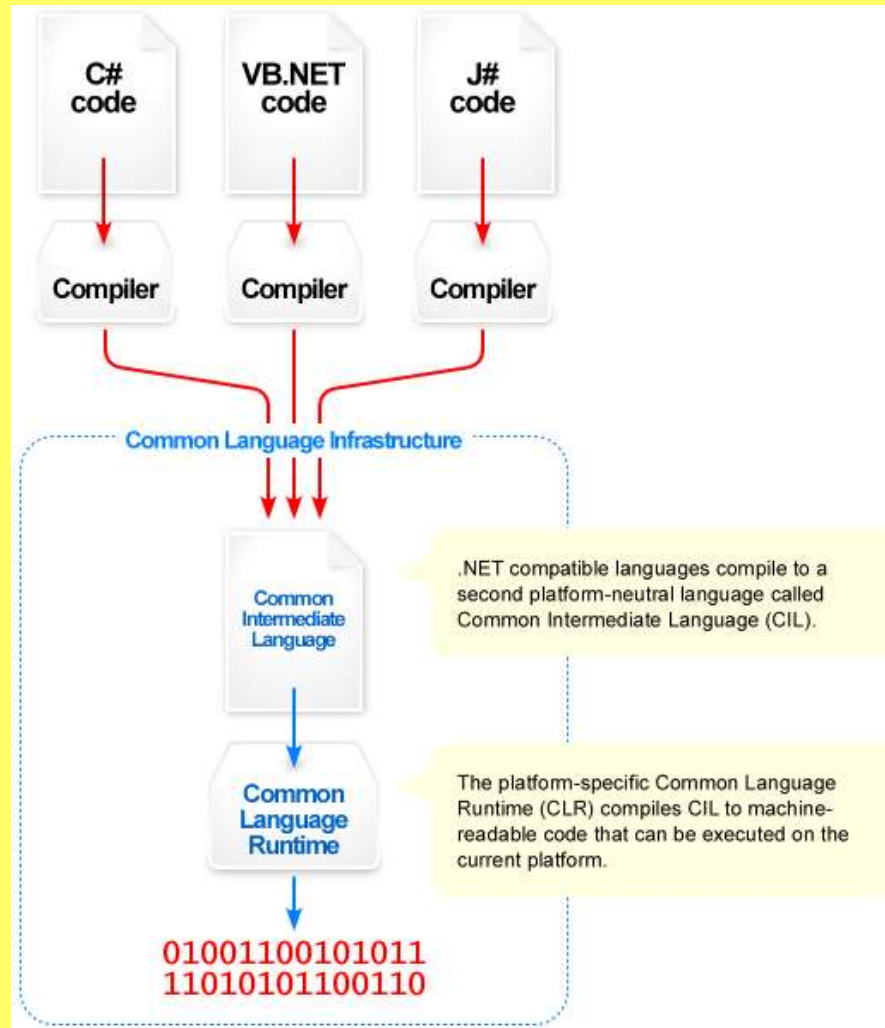 C#
code
VB.NET
code
J#
code
Compiler
Compiler
Compiler
Common Language Infrastructure
Common
Intermediate
Language
.NET compatible languages compile to a
second platform-neutral language called
Common Intermediate Language (CIL).
Common
Language
Runtime
The platform-specific Common Language
Runtime (CLR) compiles CIL to machine-
readable code that can be executed on the
current platform.
01001100101011
11010101100110